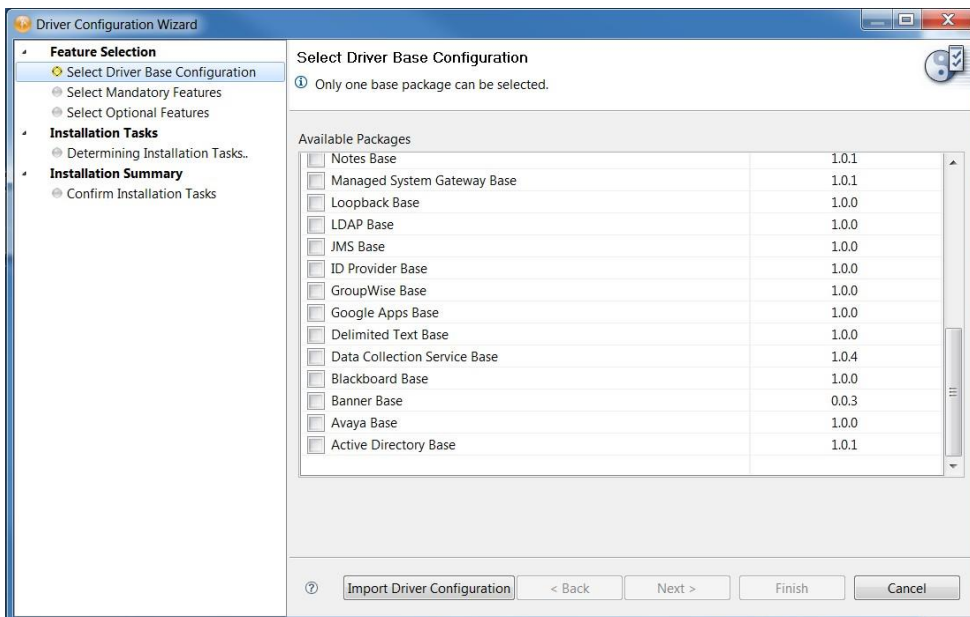 Driver Configuration Wizard
Feature Selection
Select Driver Base Configuration
Select Mandatory Features
Select Optional Features
Installation Tasks
Determining Installation Tasks..
Installation Summary
Confirm Installation Tasks
Select Driver Base Configuration
Only one base package can be selected.
Available Packages
Notes Base 1.0.1
Managed System Gateway Base 1.0.1
Loopback Base 1.0.0
LDAP Base 1.0.0
JMS Base 1.0.0
ID Provider Base 1.0.0
GroupWise Base 1.0.0
Google Apps Base 1.0.0
Delimited Text Base 1.0.0
Data Collection Service Base 1.0.4
Blackboard Base 1.0.0
Banner Base 0.0.3
Avaya Base 1.0.0
Active Directory Base 1.0.1
Import Driver Configuration < Back Next > Finish Cancel